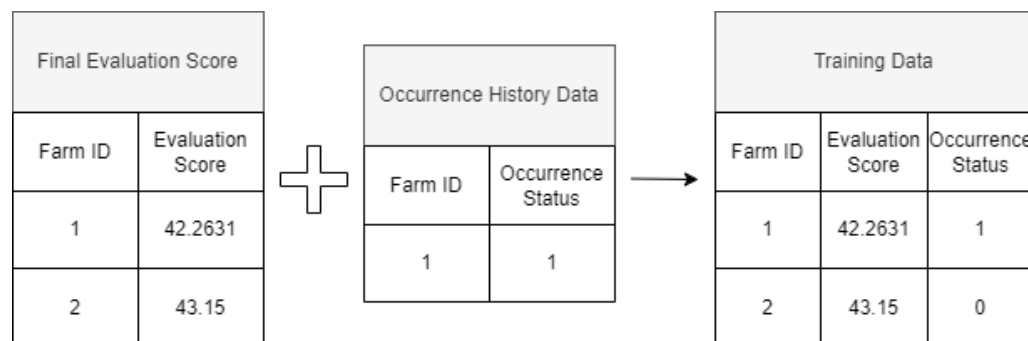 Final Evaluation Score
Farm ID
Evaluation
Score
1
42.2631
2
43.15
Occurrence History Data
Farm ID
Occurrence
Status
1
1
Training Data
Farm ID
Evaluation
Score
Occurrence
Status
1
42.2631
1
2
43.15
0